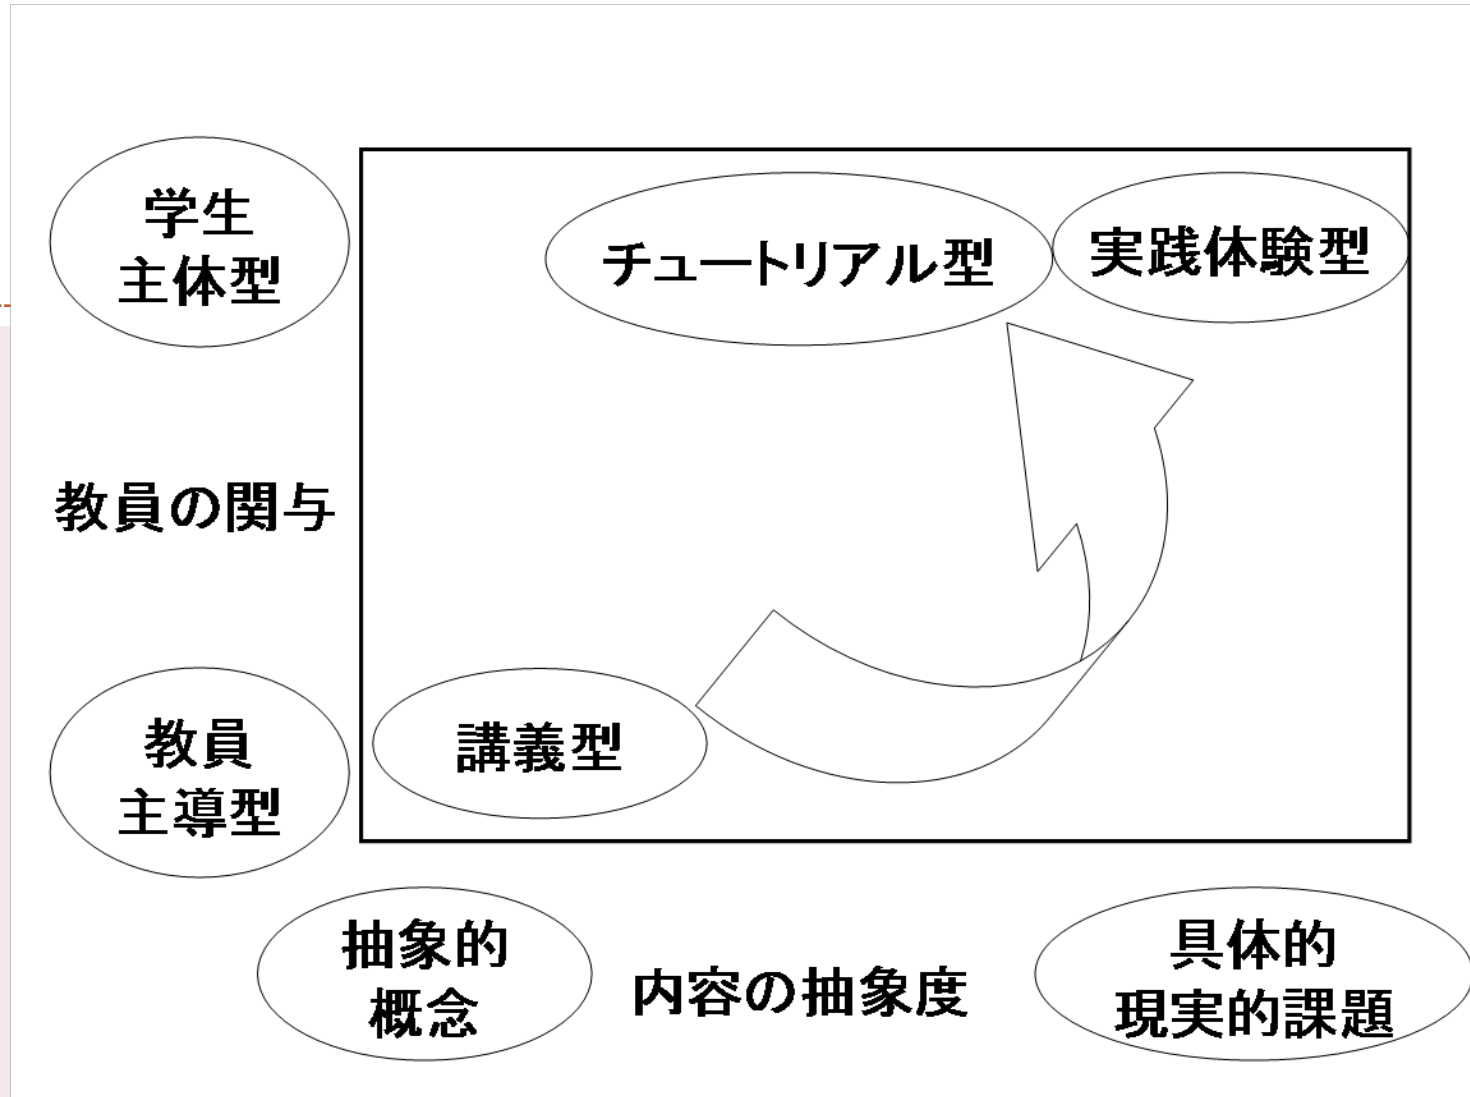 学生
主体型
チュートリアル型
実践体験型
教員の関与
教員
主導型
講義型
抽象的
概念
内容の抽象度
具体的
現実的課題